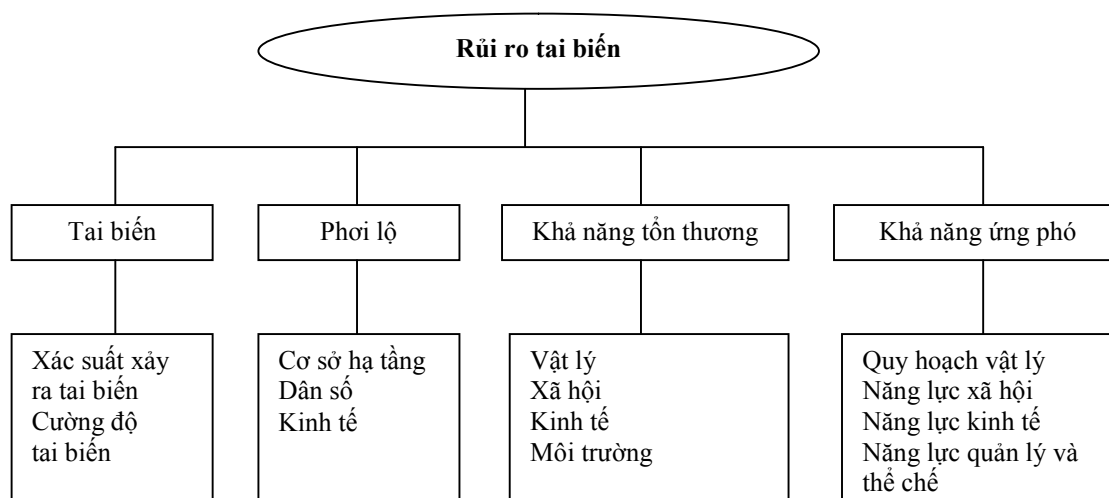 Rủi ro tai biến
Tai biến
Phơi lộ
Khả năng tổn thương
Khả năng ứng phó
Xác suất xảy
ra tai biến
Cường độ
tai biến
Cơ sở hạ tầng
Dân số
Kinh tế
Vật lý
Xã hội
Kinh tế
Môi trường
Quy hoạch vật lý
Năng lực xã hội
Năng lực kinh tế
Năng lực quản lý và
thể chế